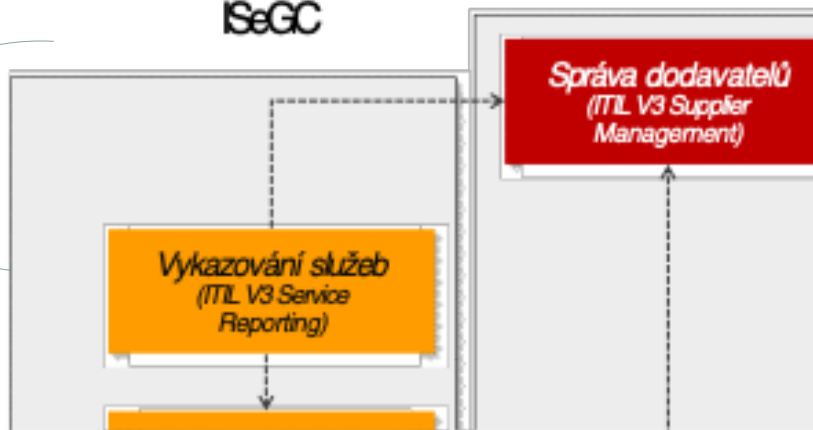 ISeGC
Správa dodavatelů
(ITIL V3 Supplier
Management)
Vykazování služeb
(ITIL V3 Service
Reporting)